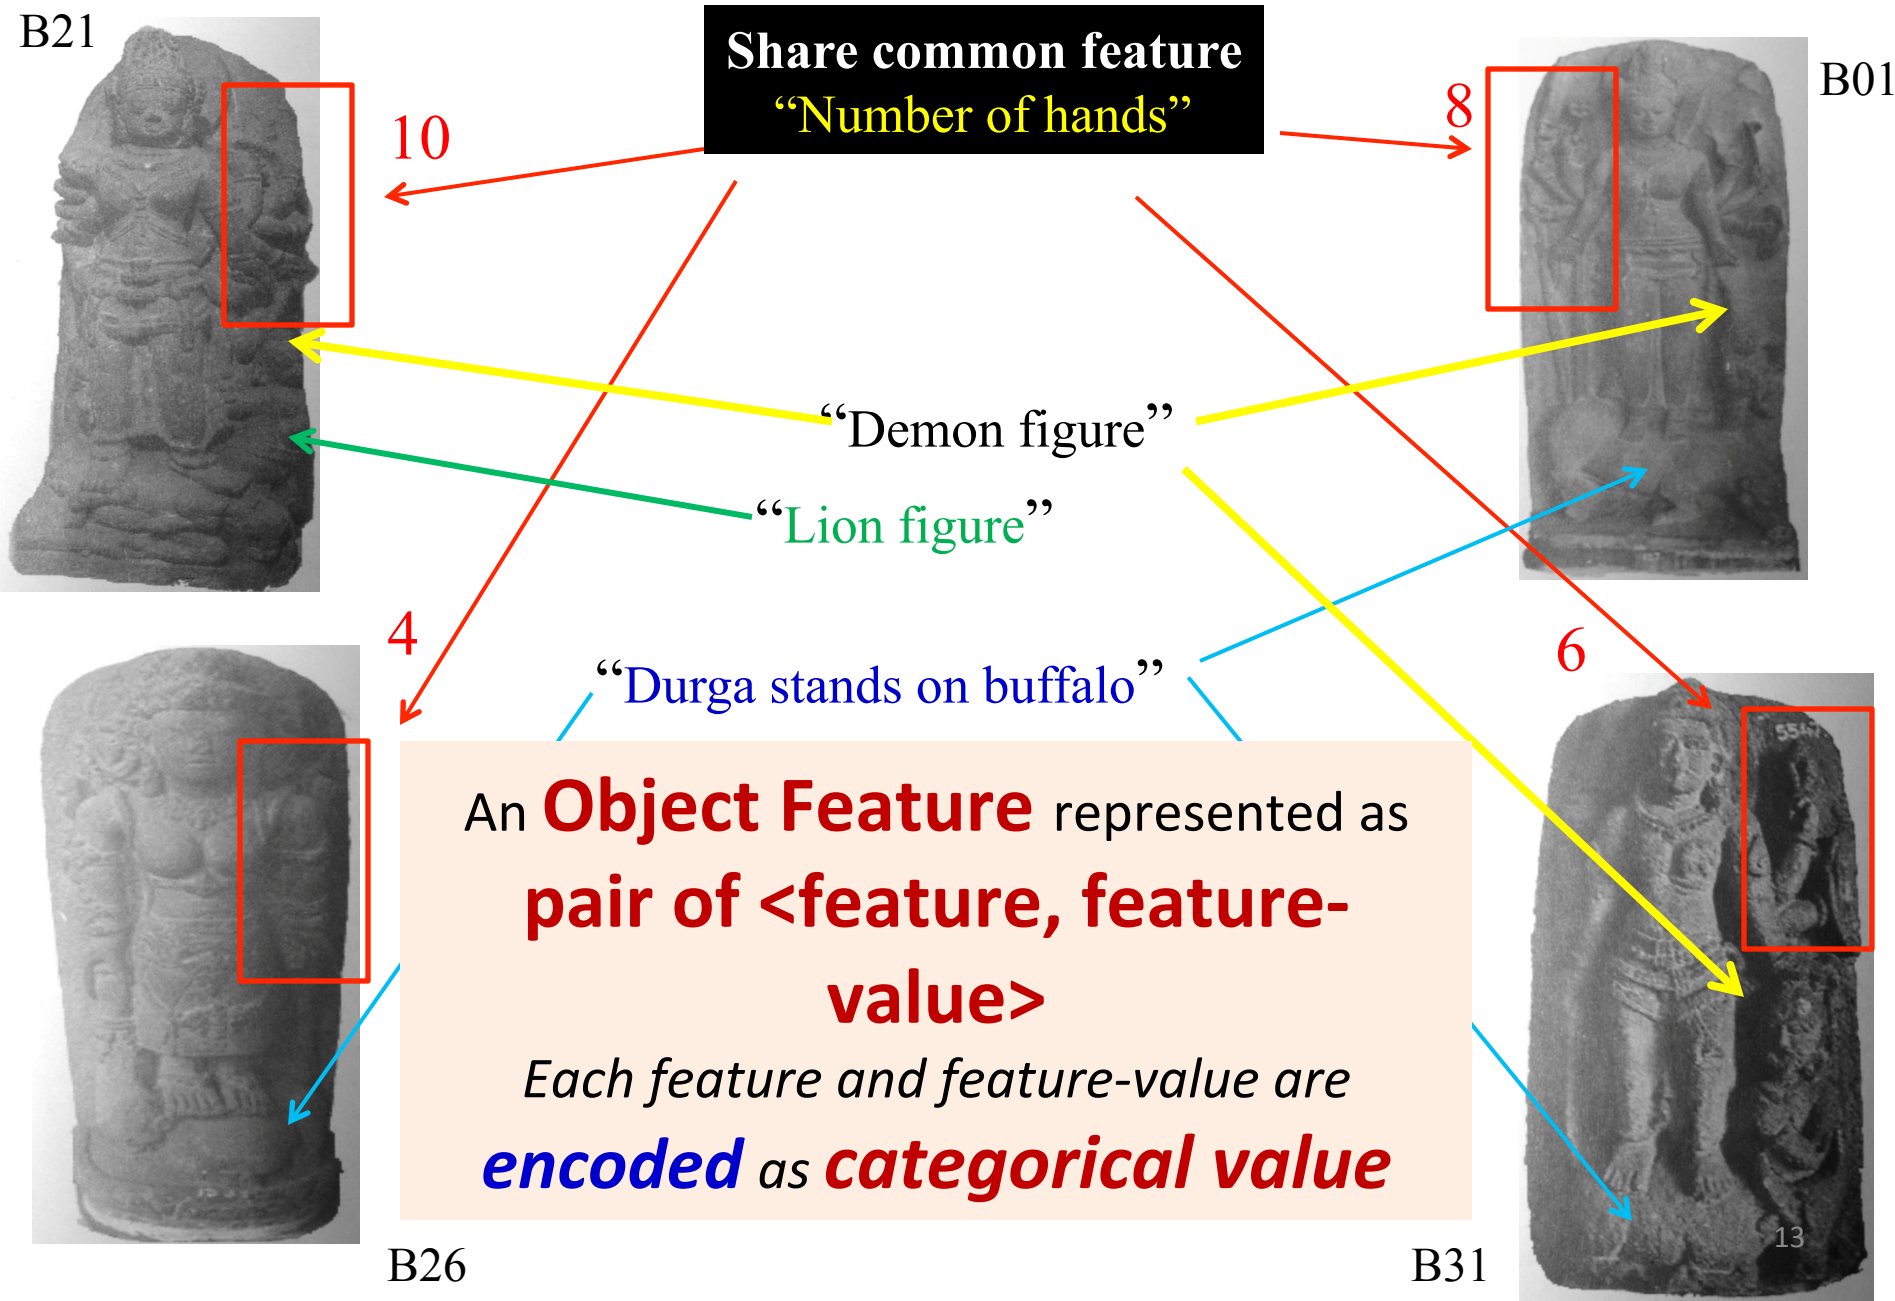 B21
Share common feature
“Number of hands”
B01
10
8
“Demon figure”
“Lion figure”
4
6
“Durga stands on buffalo”
An Object Feature represented as
pair of <feature, feature-
value>
Each feature and feature-value are
encoded as categorical value
13
B26
B31